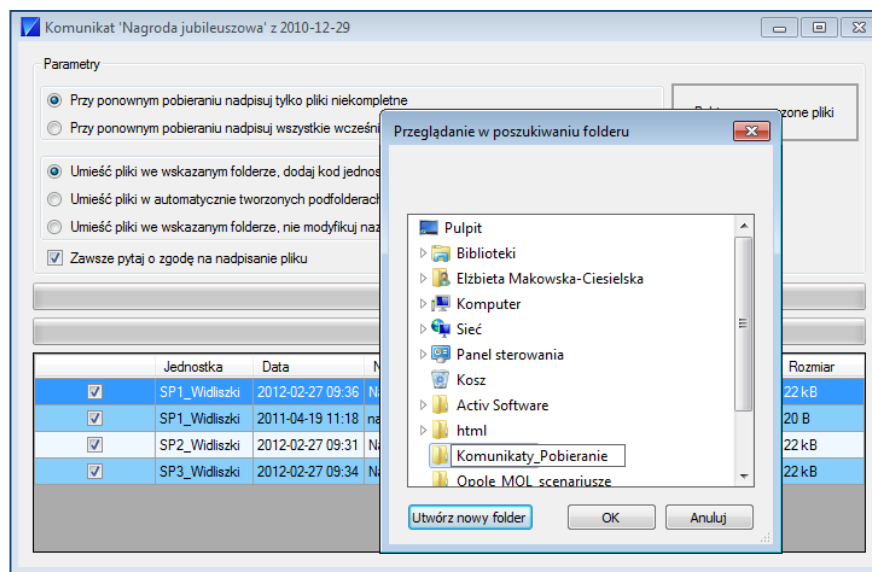 Komunikat 'Nagroda jubileuszowa' z 2010-12-29
Parametry
Przy ponownym pobieraniu nadpisuj tylko pliki niekompletne
Przy ponownym pobieraniu nadpisuj wszystkie
zone pliki
Umieść pliki we wskazanym folderze, dodaj kod
Umieść pliki w automatycznie tworzonych podfolderach
Umieść pliki we wskazanym folderze, nie modyfikuj
Zawsze pytaj o zgodę na nadpisanie pliku
Jednostka Data N Rozmiar
SP1_Widliszki 2012-02-27 09:36 N 22 kB
SP1_Widliszki 2011-04-19 11:18 na 20 B
SP2_Widliszki 2012-02-27 09:31 Na 22 kB
SP3_Widliszki 2012-02-27 09:34 Na 22 kB
Przeglądanie w poszukiwaniu folderu
Pulpit
Biblioteki
Elżbieta Makowska-Ciesielska
Komputer
Sieć
Panel sterowania
Kosz
Activ Software
html
Komunikaty_Pobieranie
Opole_MOL_scenariusze
Utwórz nowy folder OK Anuluj